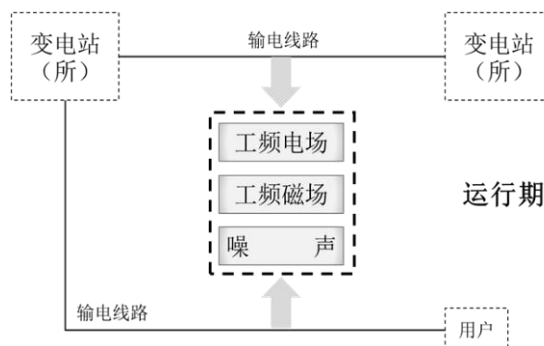 变电站
（所）
输电线路
变电站
（所）
工频电场
工频磁场
噪 声
运行期
输电线路
用户